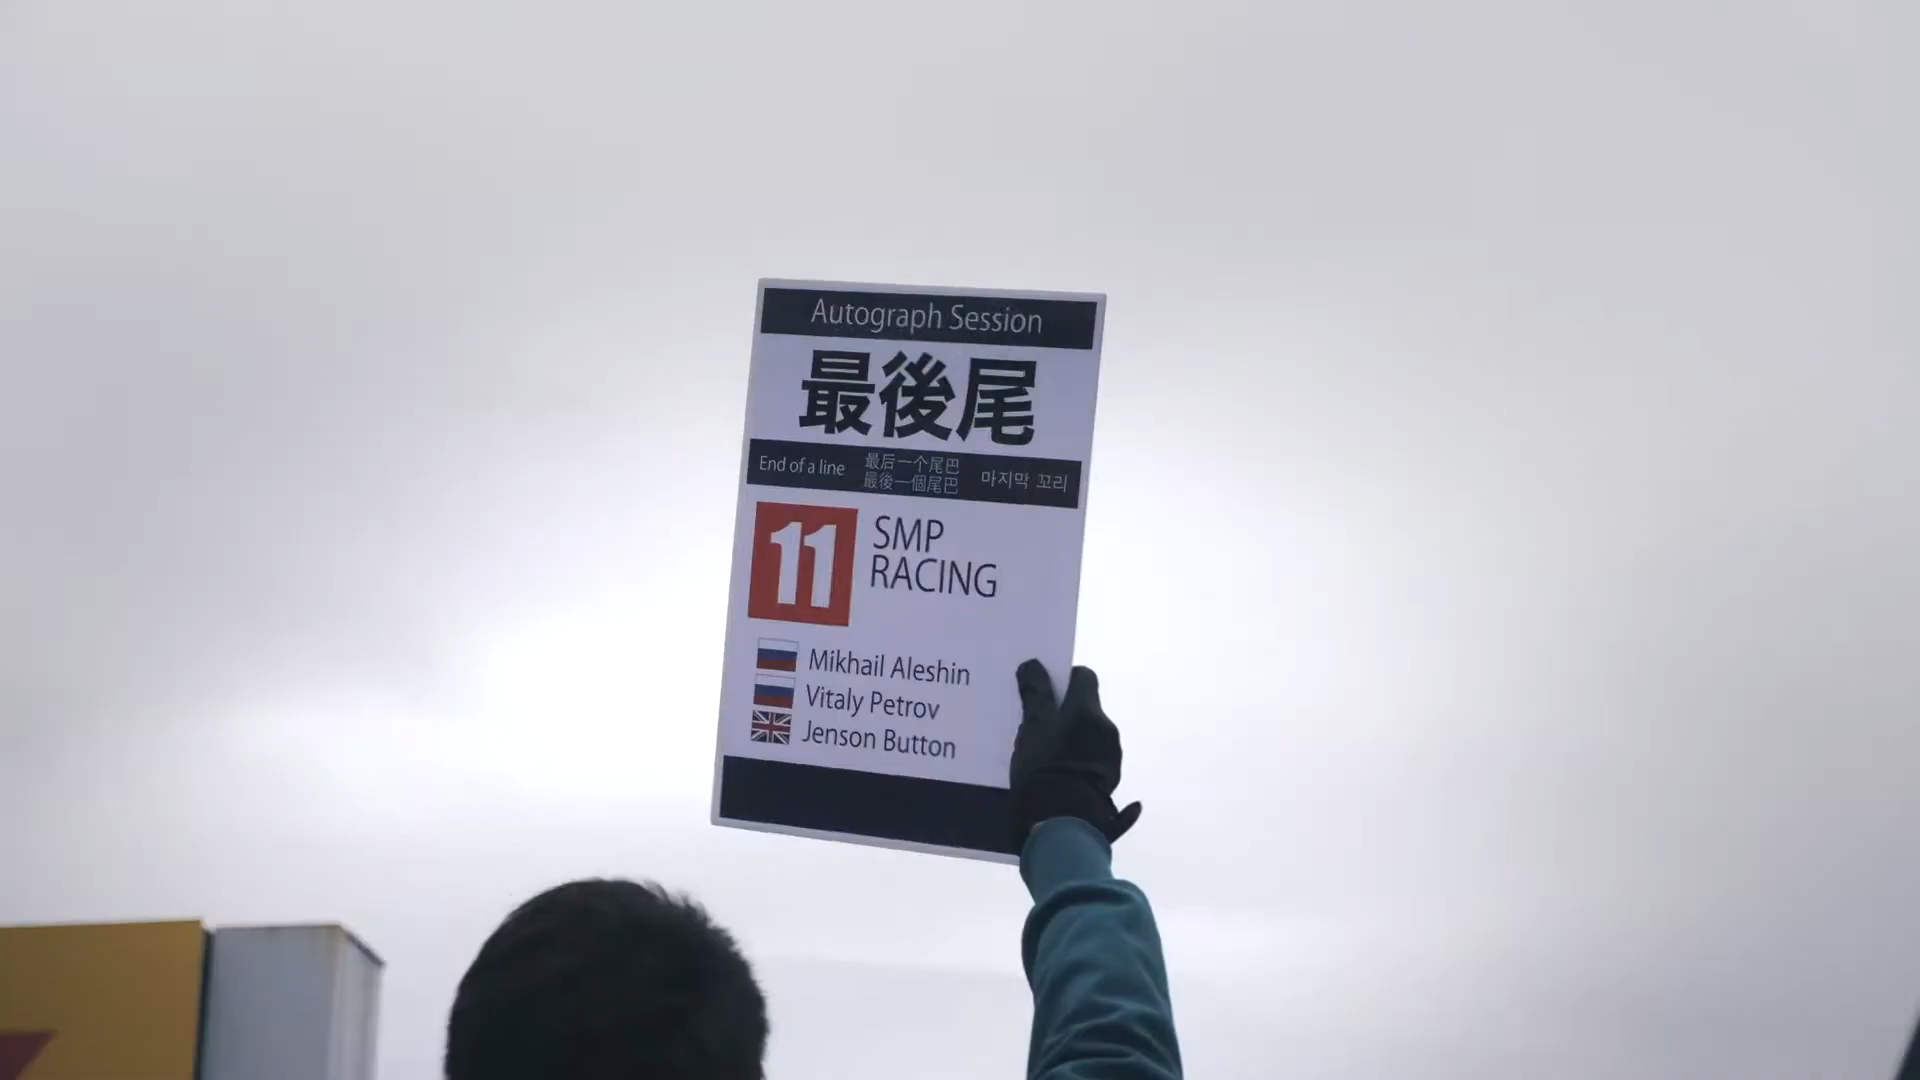 Autograph Session
最後尾
End of a line
最后一个尾巴
最後一個尾巴
마지막 꼬리
11
SMP
RACING
Mikhail Aleshin
Vitaly Petrov
Jenson Button